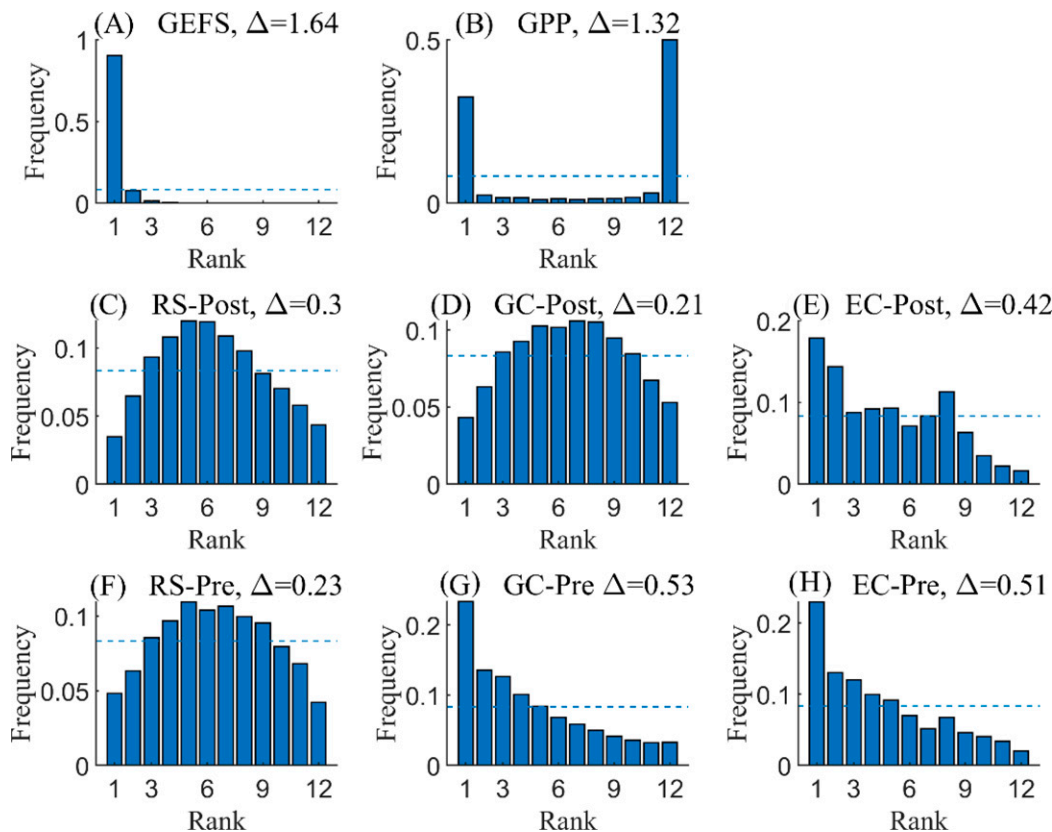 (A) GEFS, Δ=1.64
1
0.5
0
Frequency
1 3 6 9 12
Rank
(B) GPP, Δ=1.32
0.5
0
Frequency
1 3 6 9 12
Rank
(C) RS-Post, Δ=0.3
0.1
0.05
0
Frequency
1 3 6 9 12
Rank
(D) GC-Post, Δ=0.21
0.1
0.05
0
Frequency
1 3 6 9 12
Rank
(E) EC-Post, Δ=0.42
0.2
0.1
0
Frequency
1 3 6 9 12
Rank
(F) RS-Pre, Δ=0.23
0.1
0.05
0
Frequency
1 3 6 9 12
Rank
(G) GC-Pre Δ=0.53
0.2
0.1
0
Frequency
1 3 6 9 12
Rank
(H) EC-Pre, Δ=0.51
0.2
0.1
0
Frequency
1 3 6 9 12
Rank